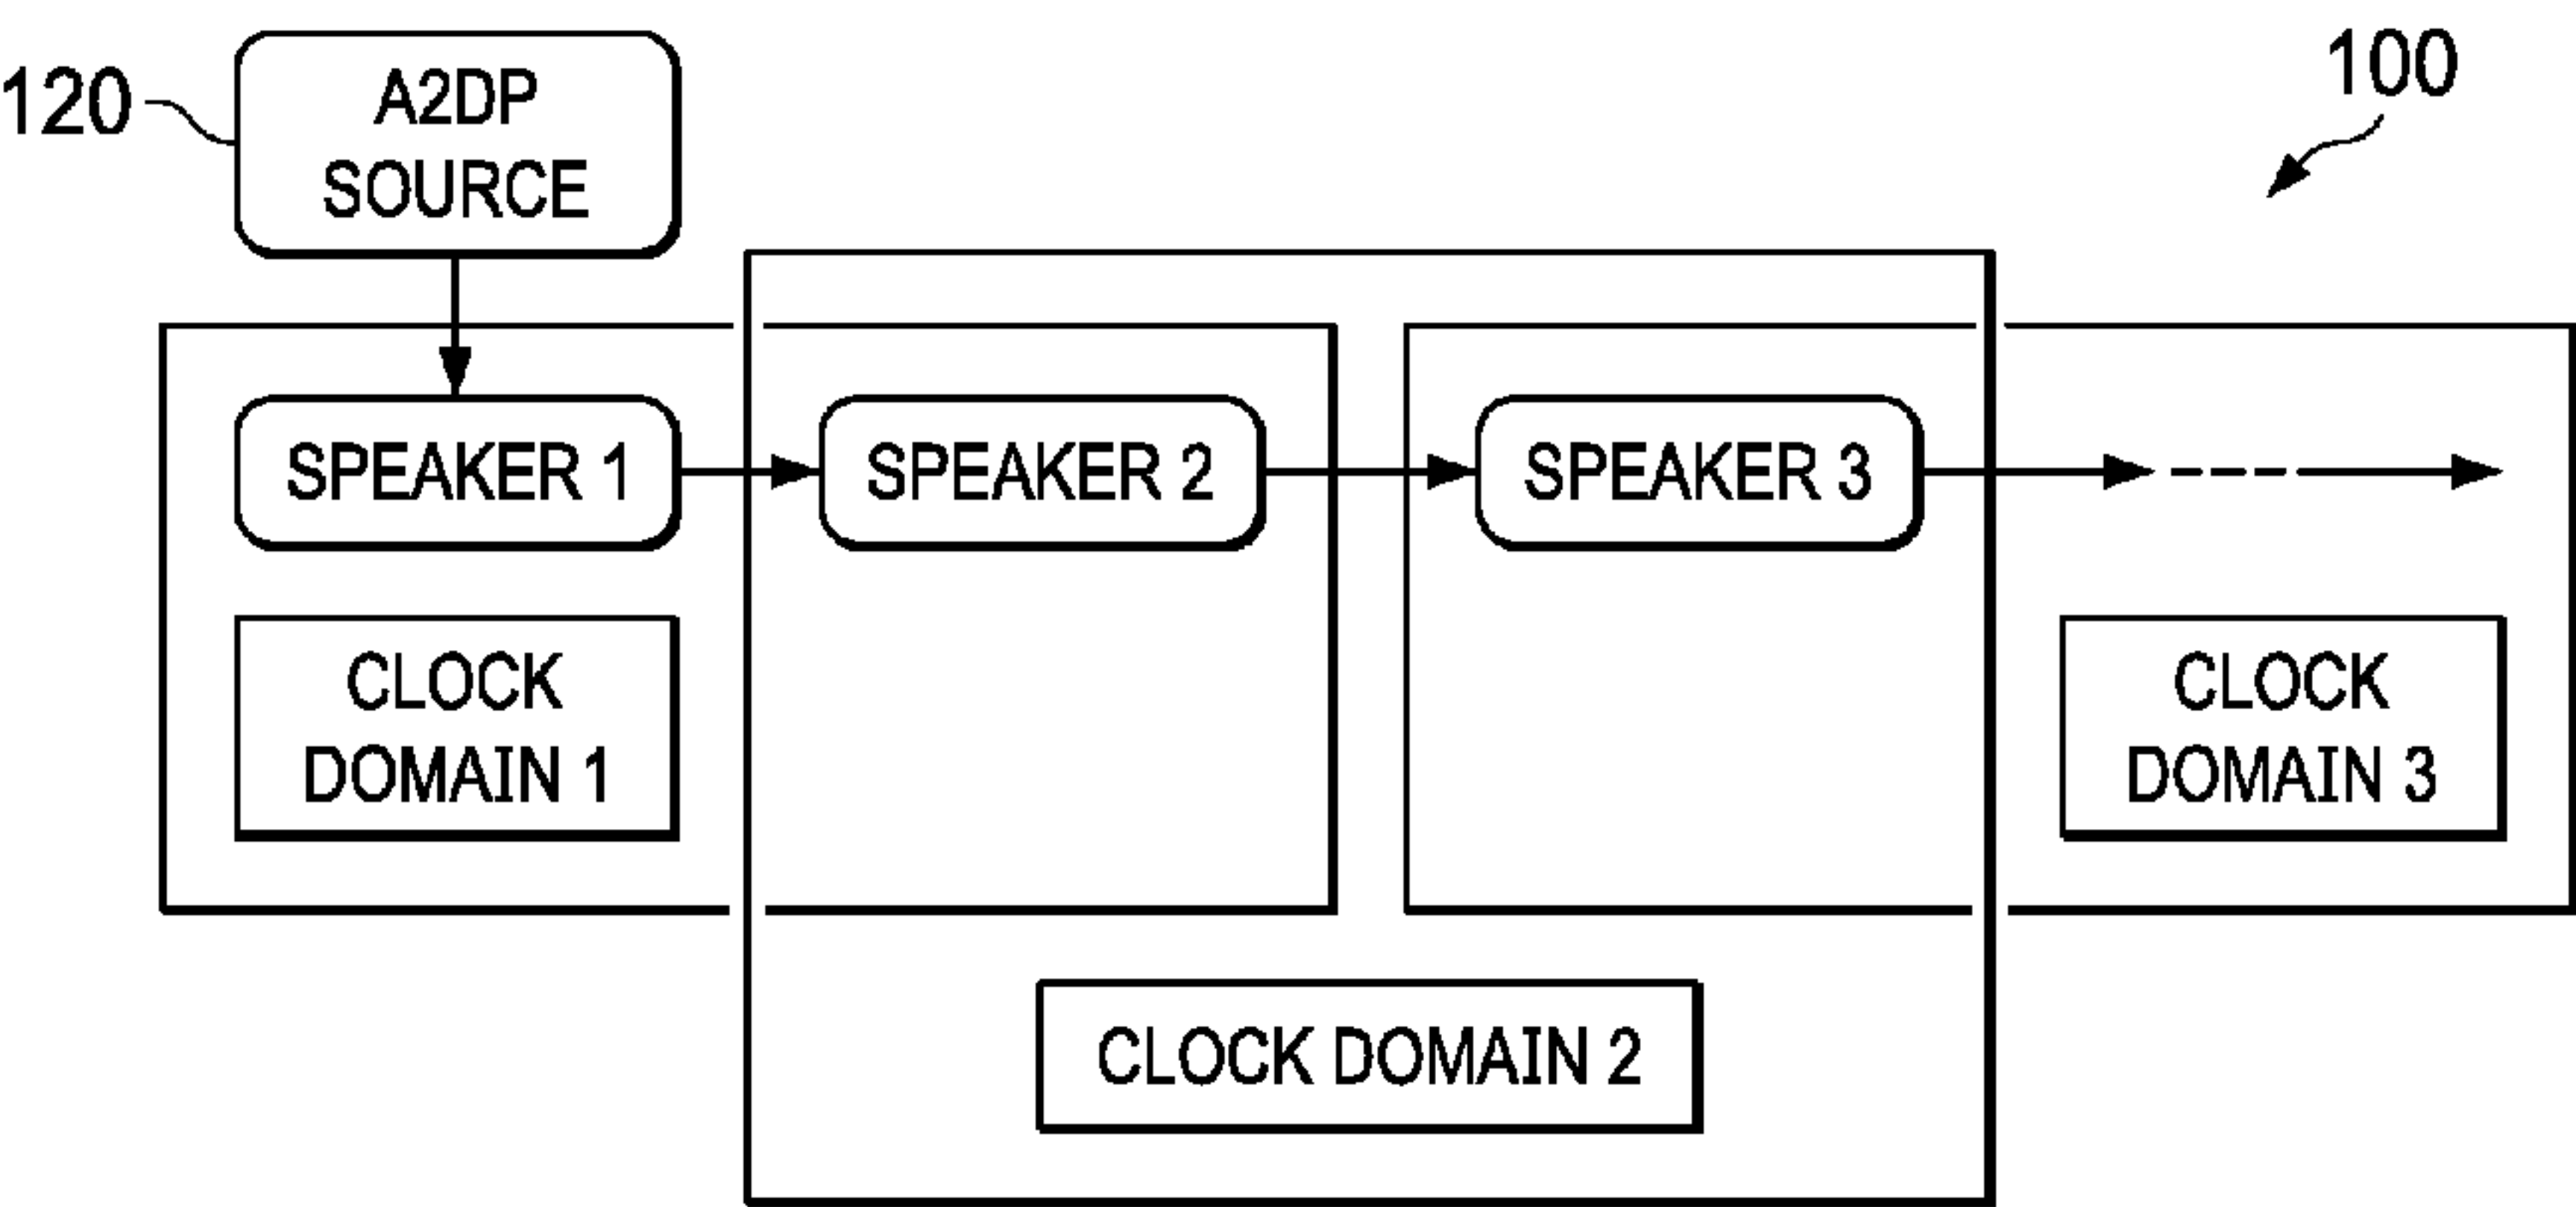 120
A2DP
SOURCE
100
SPEAKER 1
SPEAKER 2
SPEAKER 3
CLOCK
DOMAIN 1
CLOCK
DOMAIN 3
CLOCK DOMAIN 2